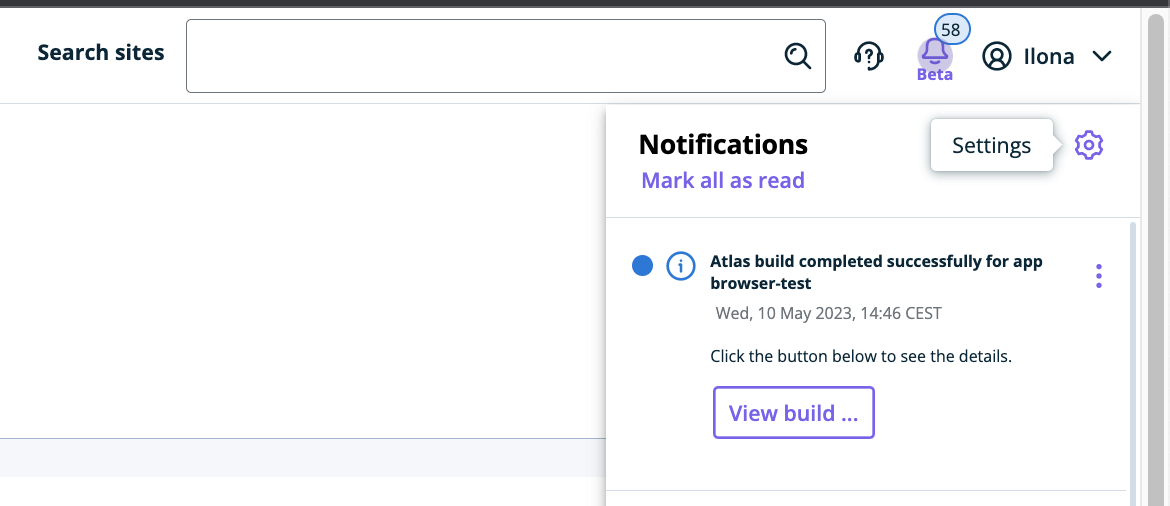 Search sites
58
Beta
Ilona
Notifications
Settings
Mark all as read
Atlas build completed successfully for app
browser-test
Wed, 10 May 2023, 14:46 CEST
Click the button below to see the details.
View build ...